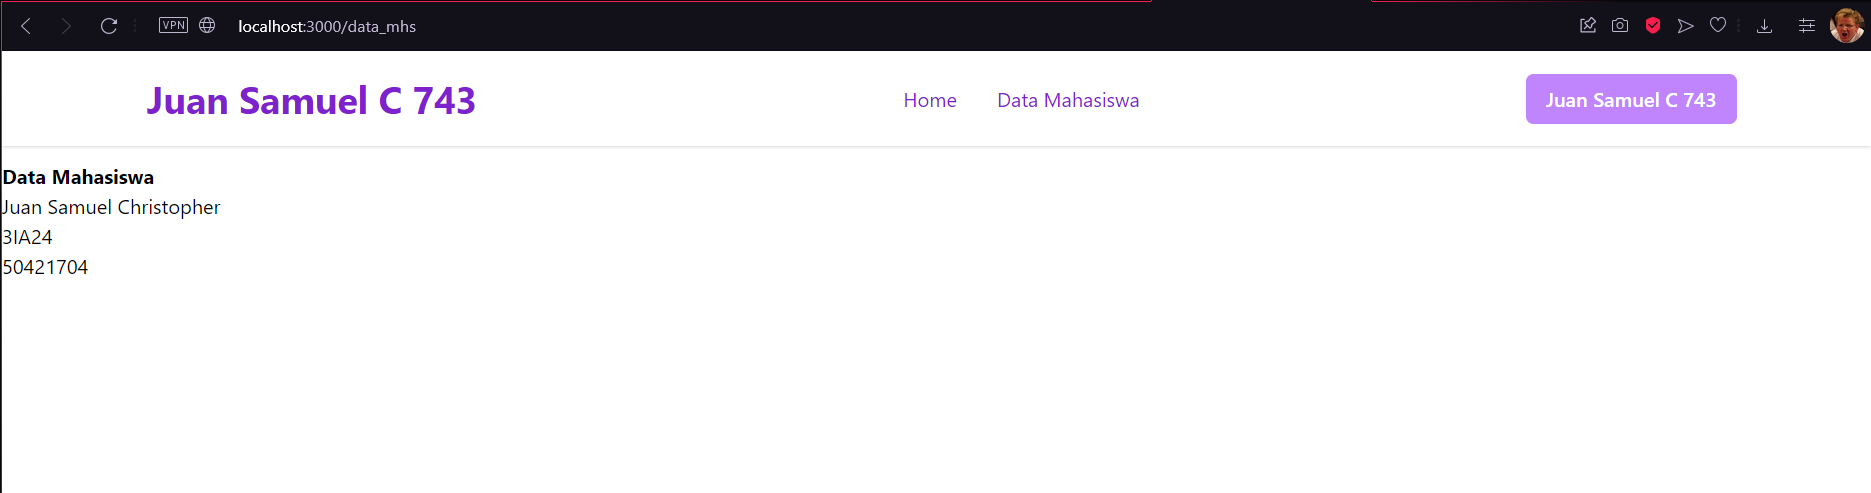 VPN localhost:3000/data_mhs
Juan Samuel C 743 Home Data Mahasiswa Juan Samuel C 743
Data Mahasiswa
Juan Samuel Christopher
3IA24
50421704